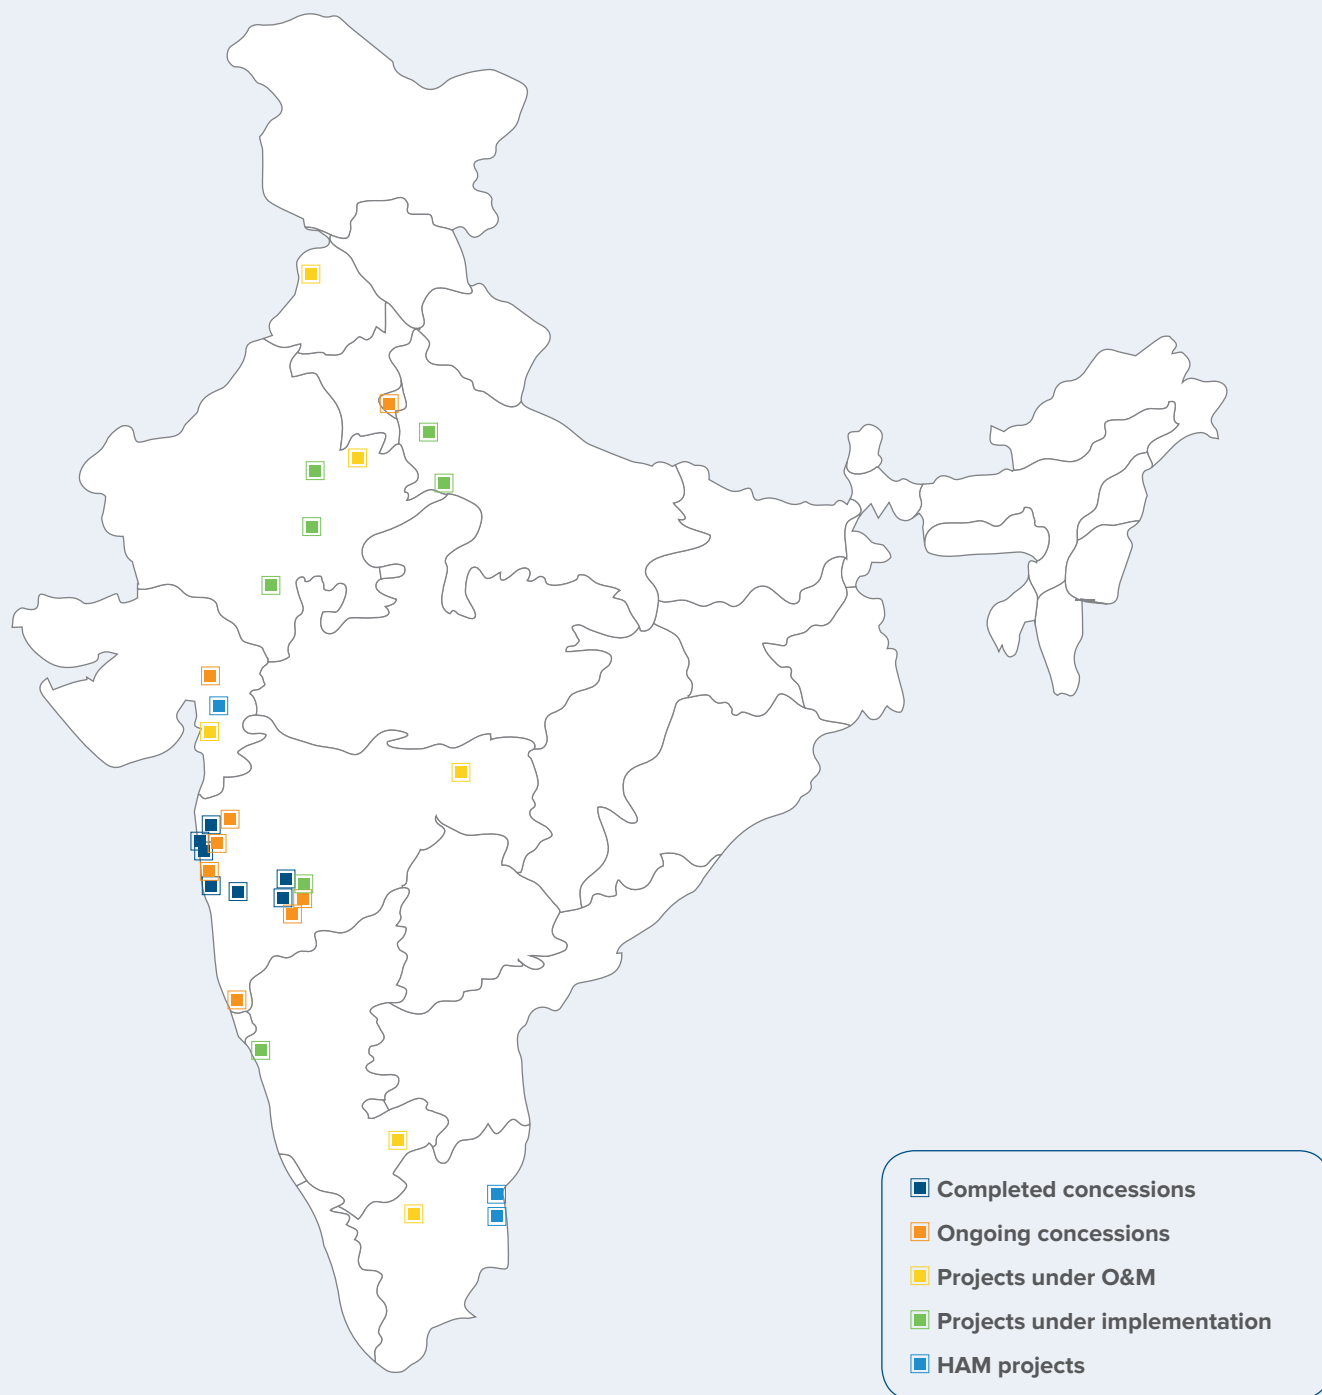 Completed concessions
Ongoing concessions
Projects under O&M
Projects under implementation
HAM projects